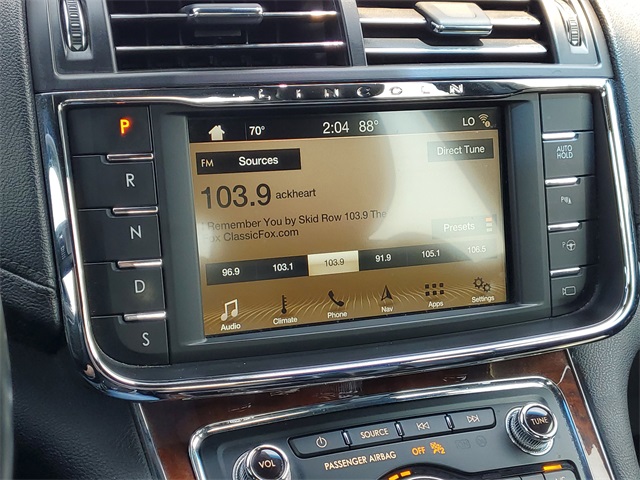 LINCOLN
P
R
N
D
S
70° 2:04 88° LO
FM Sources Direct Tune
103.9 ackheart
I Remember You by Skid Row 103.9 The
Fox ClassicFox.com
Presets
96.9 103.1 103.9 91.9 105.1 106.5
Audio Climate Phone Nav Apps Settings
AUTO
HOLD
SOURCE
VOL
TUNE
PASSENGER AIRBAG OFF